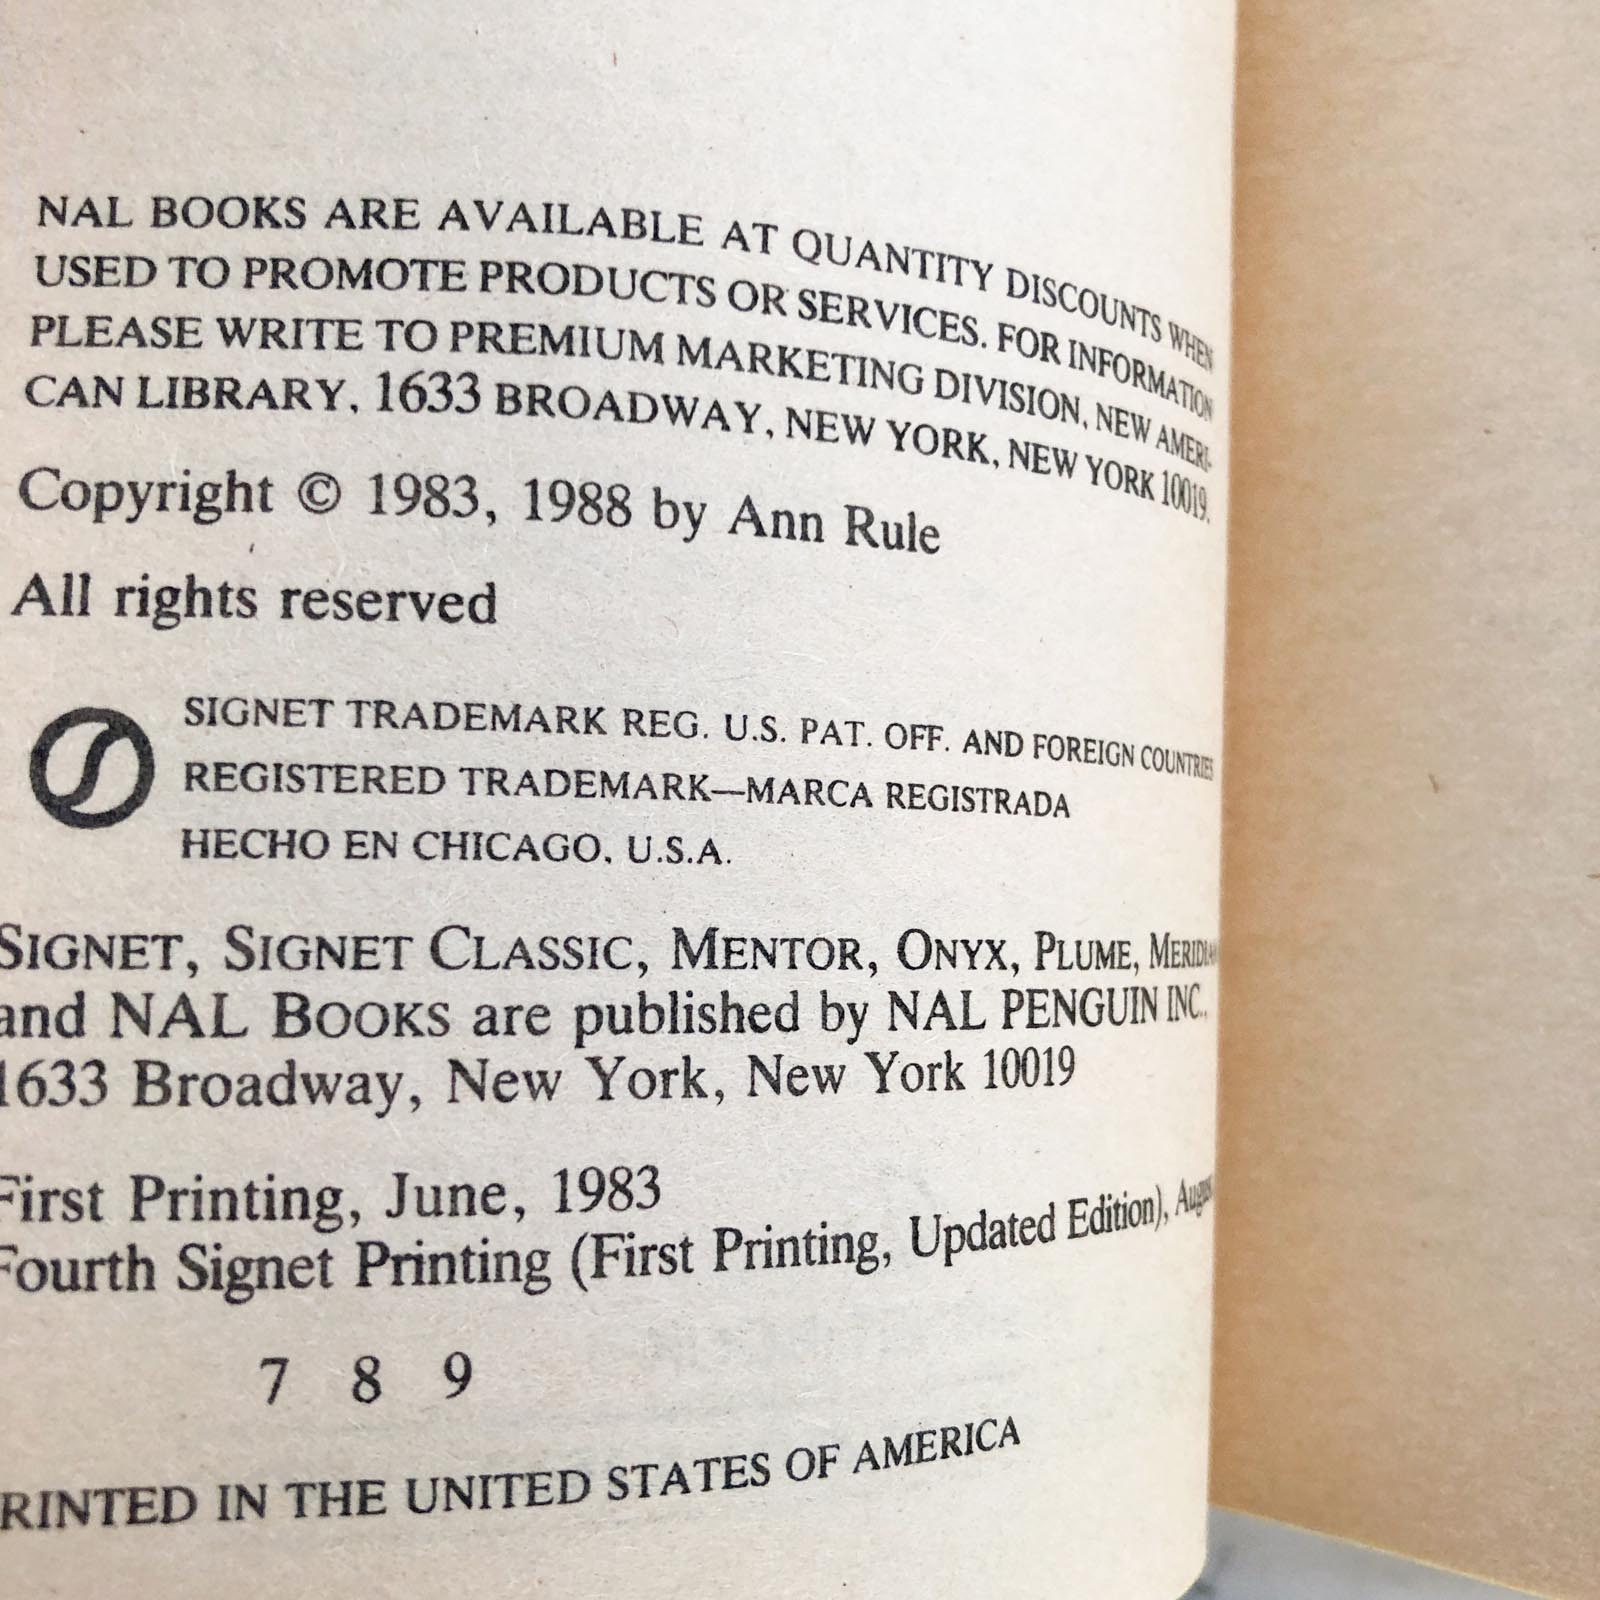 NAL BOOKS ARE AVAILABLE AT QUANTITY DISCOUNTS WHEN
USED TO PROMOTE PRODUCTS OR SERVICES. FOR INFORMATION
PLEASE WRITE TO PREMIUM MARKETING DIVISION, NEW AMERI-
CAN LIBRARY, 1633 BROADWAY, NEW YORK, NEW YORK 10019.
Copyright © 1983, 1988 by Ann Rule
All rights reserved
SIGNET TRADEMARK REG. U.S. PAT. OFF. AND FOREIGN COUNTRIES
REGISTERED TRADEMARK—MARCA REGISTRADA
HECHO EN CHICAGO, U.S.A.
SIGNET, SIGNET CLASSIC, MENTOR, ONYX, PLUME,
and NAL BOOKS are published by NAL PENGUIN INC.,
1633 Broadway, New York, New York 10019
First Printing, June, 1983
Fourth Signet Printing (First Printing, Updated Edition),
7 8 9
RINTED IN THE UNITED STATES OF AMERICA